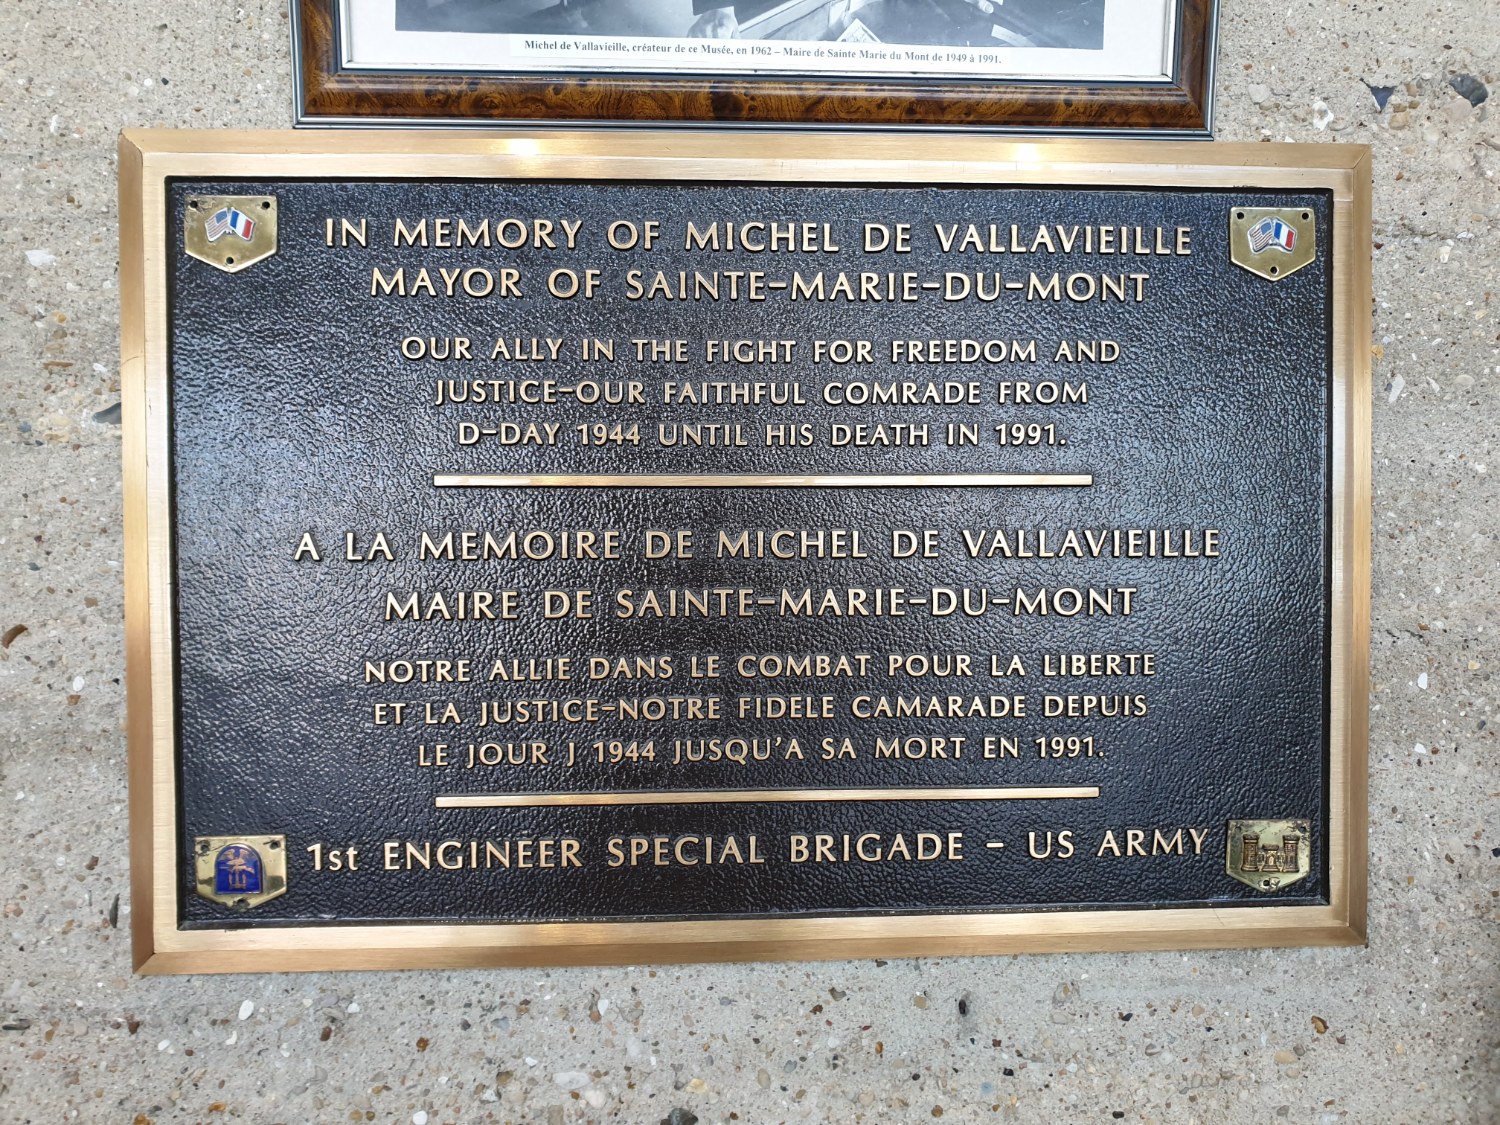 Michel de Vallavieille, créateur de ce Musée, en 1962 – Maire de Sainte Marie du Mont de 1949 à 1991.
IN MEMORY OF MICHEL DE VALLAVIEILLE
MAYOR OF SAINTE-MARIE-DU-MONT
OUR ALLY IN THE FIGHT FOR FREEDOM AND
JUSTICE-OUR FAITHFUL COMRADE FROM
D-DAY 1944 UNTIL HIS DEATH IN 1991.
A LA MEMOIRE DE MICHEL DE VALLAVIEILLE
MAIRE DE SAINTE-MARIE-DU-MONT
NOTRE ALLIE DANS LE COMBAT POUR LA LIBERTE
ET LA JUSTICE-NOTRE FIDELE CAMARADE DEPUIS
LE JOUR J 1944 JUSQU'A SA MORT EN 1991.
1st ENGINEER SPECIAL BRIGADE - US ARMY